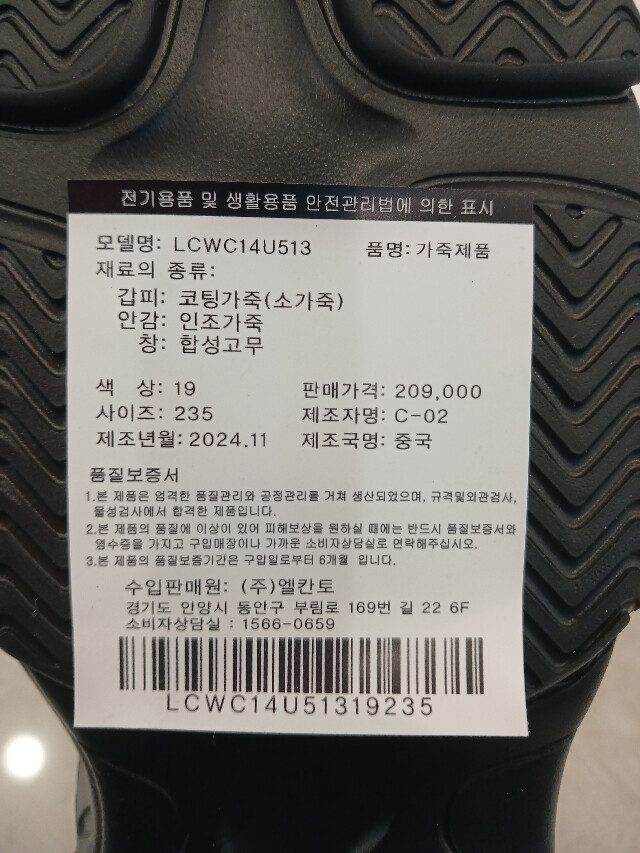 전기용품 및 생활용품 안전관리법에 의한 표시
모델명: LCWC14U513 품명: 가죽제품
재료의 종류:
갑피: 코팅가죽(소가죽)
안감: 인조가죽
창: 합성고무
색 상: 19 판매가격: 209,000
사이즈: 235 제조자명: C-02
제조년월: 2024.11 제조국명: 중국
품질보증서
1.본 제품은 엄격한 품질관리와 공정관리를 거쳐 생산되었으며, 규격및외관검사,
물성검사에서 합격한 제품입니다.
2.본 제품의 품질에 이상이 있어 피해보상을 원하실 때에는 반드시 품질보증서와
영수증을 가지고 구입매장이나 가까운 소비자상담실로 연락해주십시오.
3.본 제품의 품질보증기간은 구입일로부터 6개월 입니다.
수입판매원: (주)엘칸토
경기도 안양시 동안구 부림로 169번 길 22 6F
소비자상담실 : 1566-0659
LCWC14U51319235